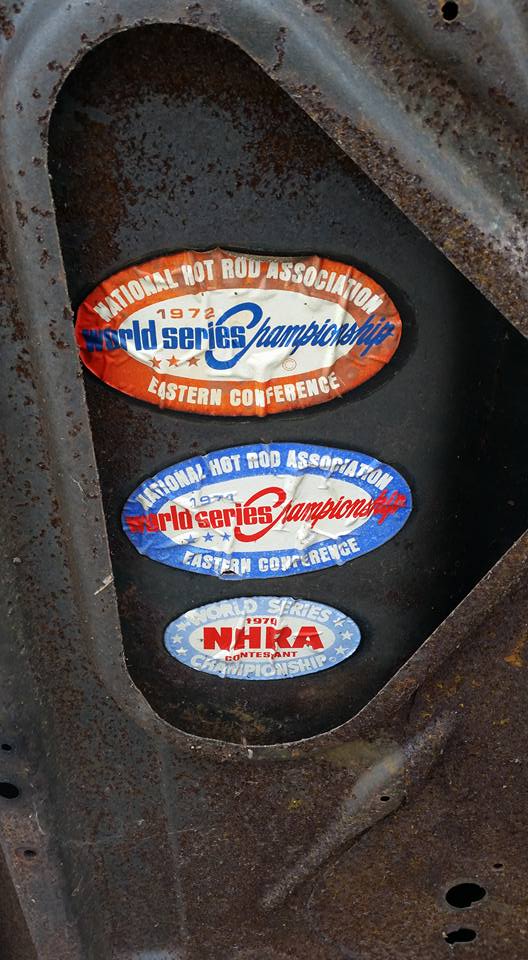 NATIONAL HOT ROD ASSOCIATION
1972
world series Championship
EASTERN CONFERENCE
NATIONAL HOT ROD ASSOCIATION
1971
world series Championship
EASTERN CONFERENCE
WORLD SERIES
1970
NHRA
CONTESTANT
CHAMPIONSHIP